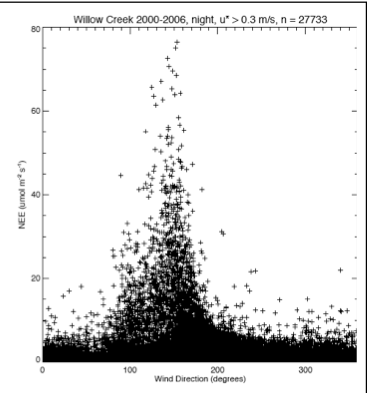 Willow Creek 2000-2006, night, u* > 0.3 m/s, n = 27733
80
60
40
20
0
NEE (umol m⁻² s⁻¹)
0 100 200 300
Wind Direction (degrees)